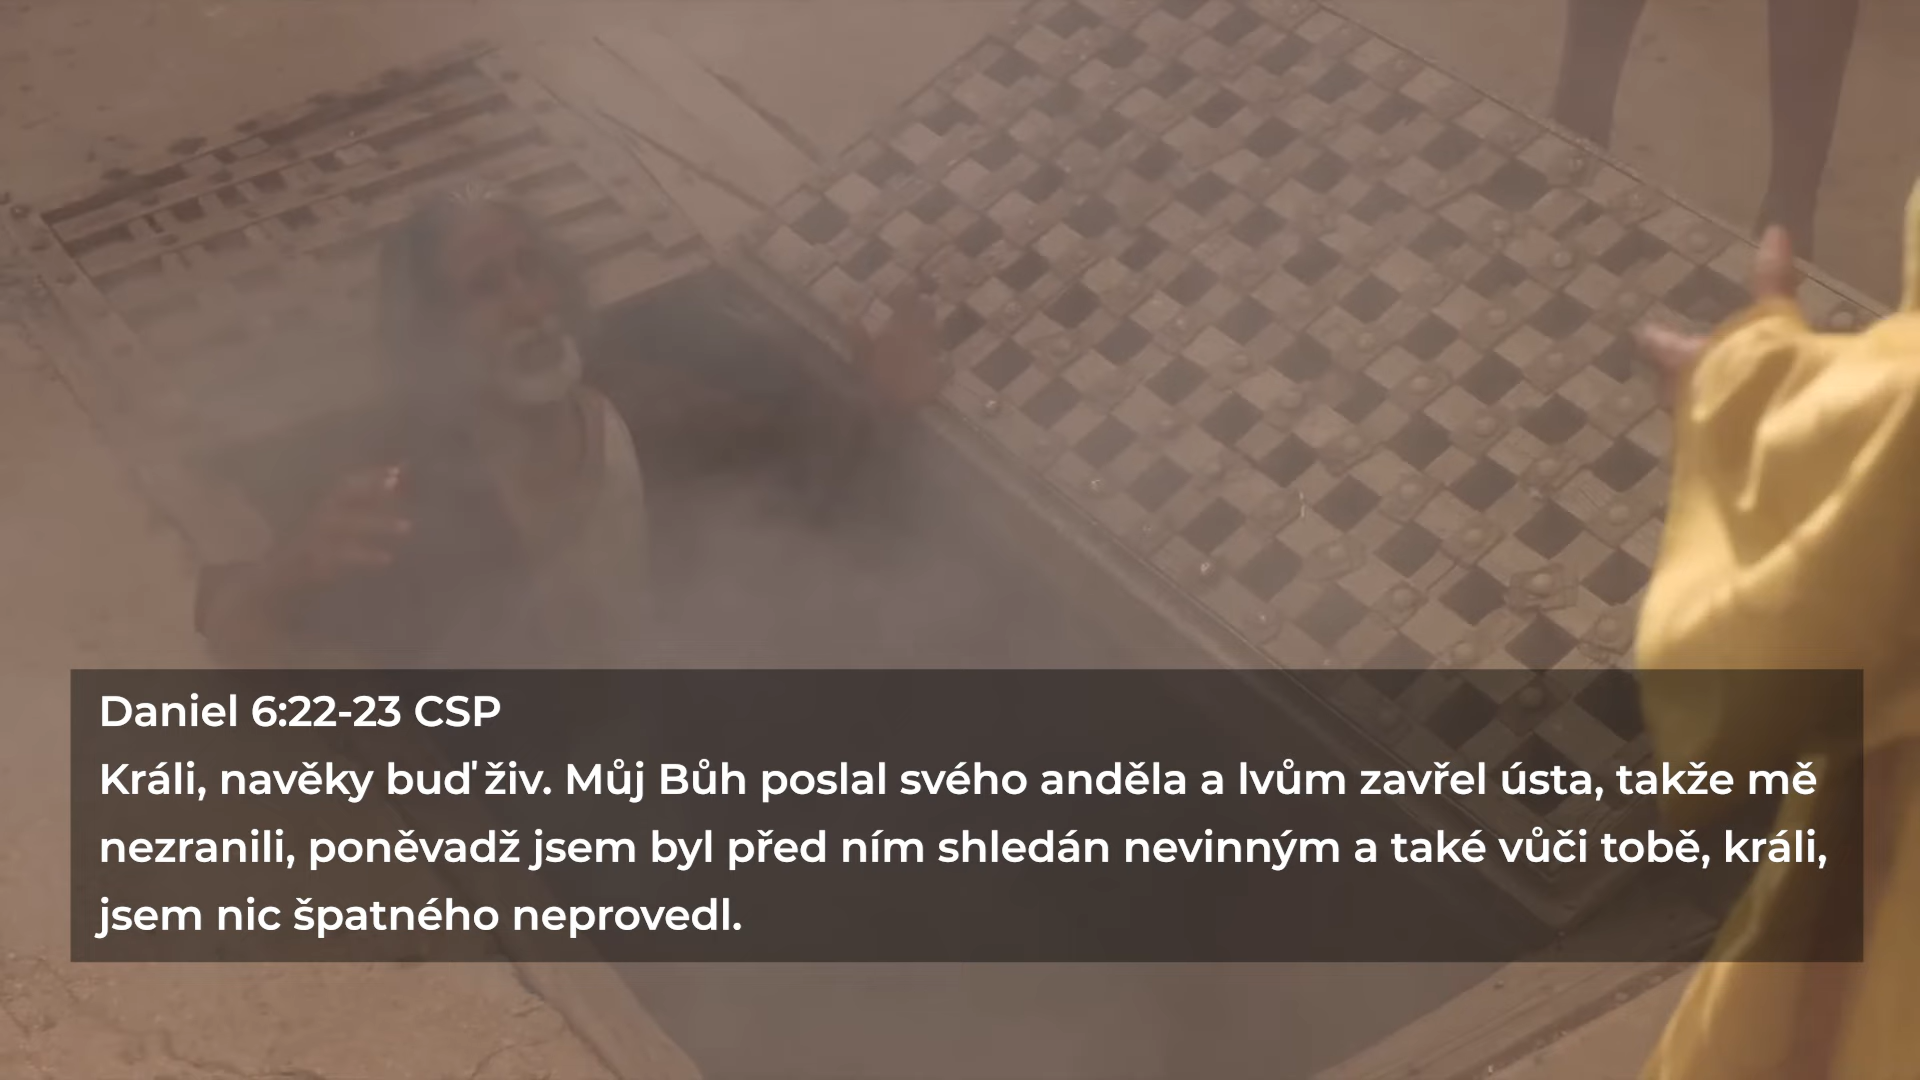 Daniel 6:22-23 CSP
Králi, navěky buď živ. Můj Bůh poslal svého anděla a lvům zavřel ústa, takže mě
nezranili, poněvadž jsem byl před ním shledán nevinným a také vůči tobě, králi,
jsem nic špatného neprovedl.